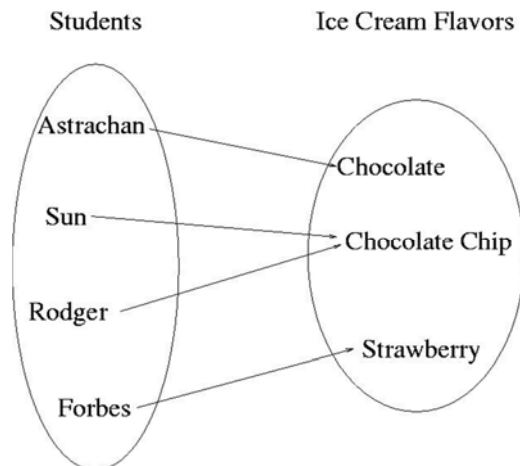 Students
Ice Cream Flavors
Astrachan
Chocolate
Sun
Chocolate Chip
Rodger
Strawberry
Forbes